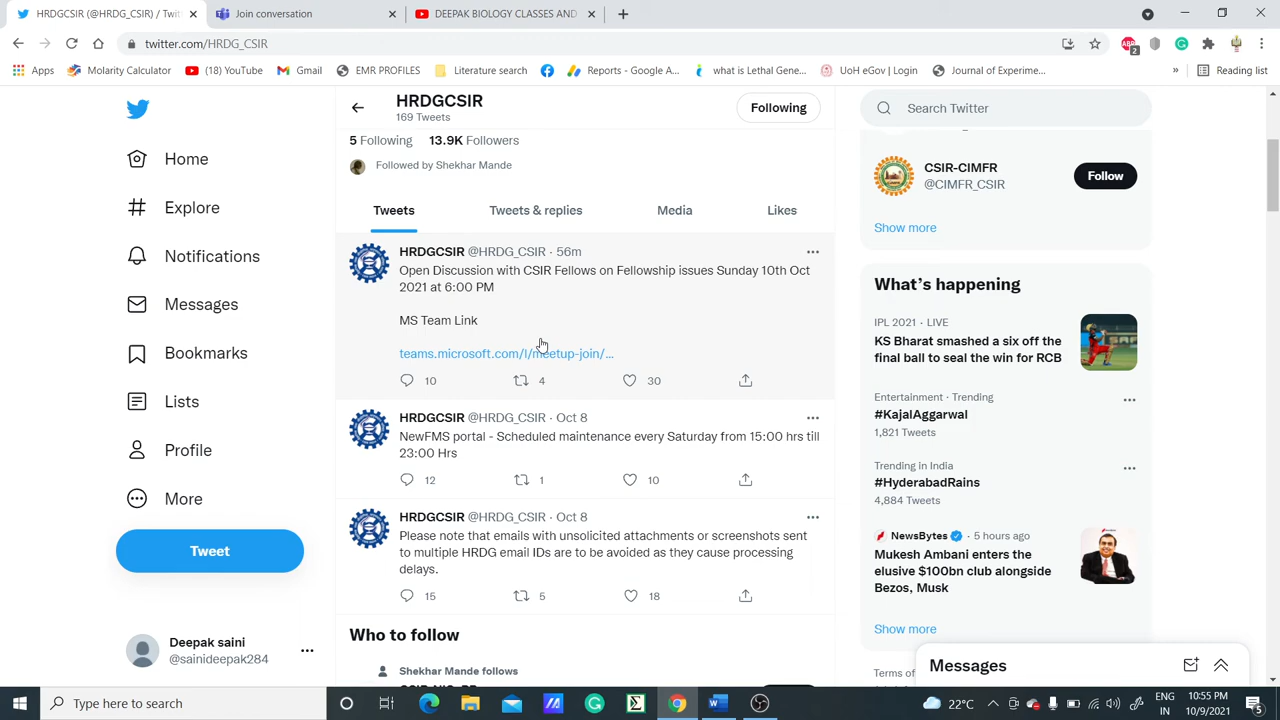 HRDGCSIR (@HRDG_CSIR) / Twitt
Join conversation
DEEPAK BIOLOGY CLASSES AND
twitter.com/HRDG_CSIR
Apps
Molarity Calculator
(18) YouTube
Gmail
EMR PROFILES
Literature search
Reports - Google A...
what is Lethal Gene...
UoH eGov | Login
Journal of Experime...
»
Reading list
HRDGCSIR
169 Tweets
Following
Search Twitter
5 Following 13.9K Followers
Followed by Shekhar Mande
Tweets
Tweets & replies
Media
Likes
Home
Explore
Notifications
Messages
Bookmarks
Lists
Profile
More
Tweet
Deepak saini
@sainideepak284
HRDGCSIR @HRDG_CSIR · 56m
Open Discussion with CSIR Fellows on Fellowship issues Sunday 10th Oct
2021 at 6:00 PM
MS Team Link
teams.microsoft.com/l/meetup-join/...
10
4
30
HRDGCSIR @HRDG_CSIR · Oct 8
NewFMS portal - Scheduled maintenance every Saturday from 15:00 hrs till
23:00 Hrs
12
1
10
HRDGCSIR @HRDG_CSIR · Oct 8
Please note that emails with unsolicited attachments or screenshots sent
to multiple HRDG email IDs are to be avoided as they cause processing
delays.
15
5
18
Who to follow
Shekhar Mande follows
CSIR-CIMFR
@CIMFR_CSIR
Follow
Show more
What's happening
IPL 2021 · LIVE
KS Bharat smashed a six off the
final ball to seal the win for RCB
Entertainment · Trending
#KajalAggarwal
1,821 Tweets
Trending in India
#HyderabadRains
4,884 Tweets
NewsBytes · 5 hours ago
Mukesh Ambani enters the
elusive $100bn club alongside
Bezos, Musk
Show more
Terms of
Messages
Type here to search
22°C
ENG
IN
10:55 PM
10/9/2021
5